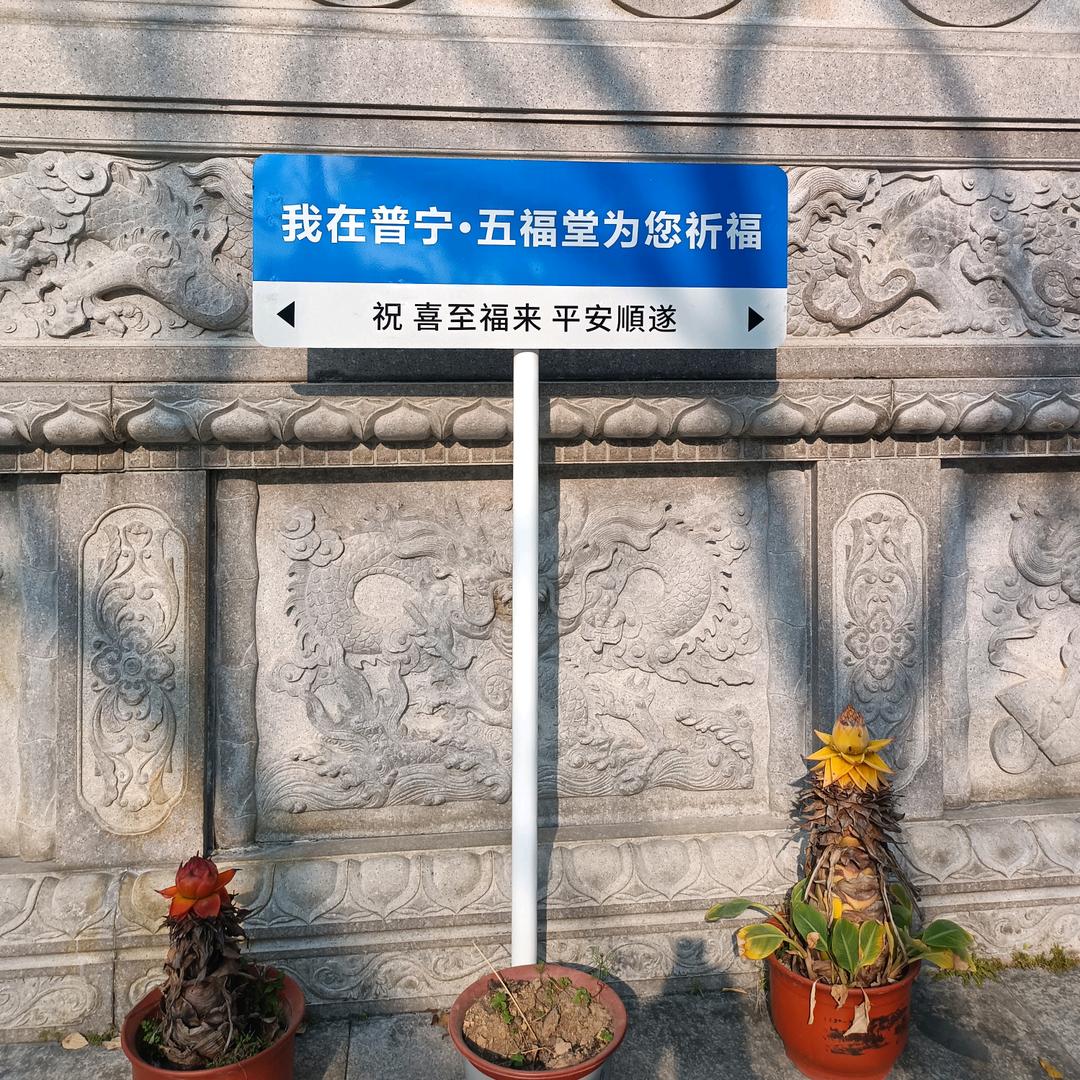 我在普宁•五福堂为您祈福
祝 喜至福来 平安順遂